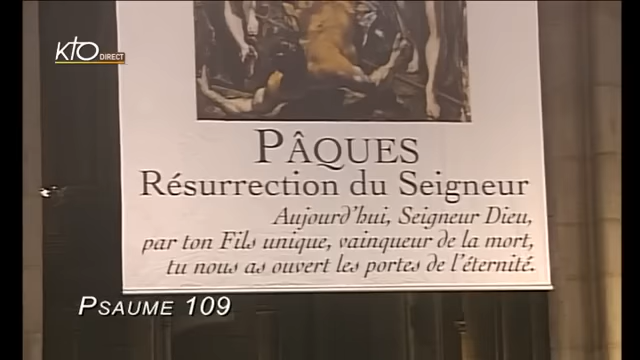 KTO DIRECT
PÂQUES
Résurrection du Seigneur
Aujourd'hui, Seigneur Dieu,
par ton Fils unique, vainqueur de la mort,
tu nous as ouvert les portes de l'éternité.
PSAUME 109